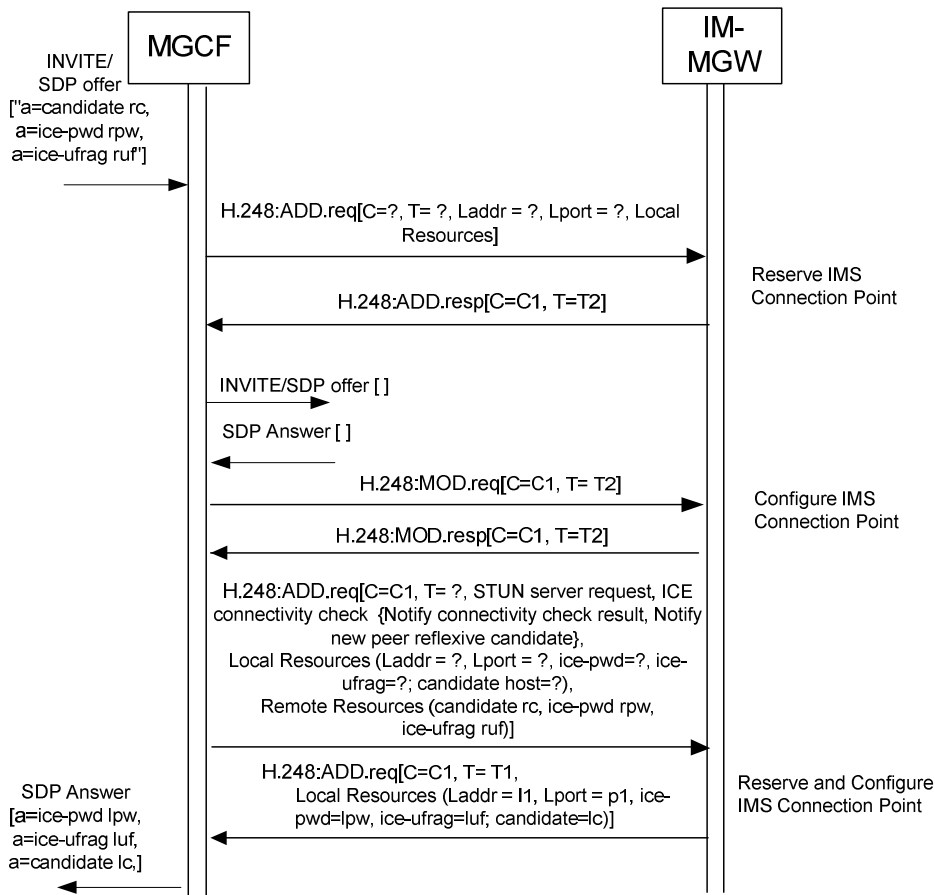 MGCF
IM-
MGW
INVITE/
SDP offer
["a=candidate rc,
a=ice-pwd rpw,
a=ice-ufrag ruf"]
H.248:ADD.req[C=?, T= ?, Laddr = ?, Lport = ?, Local
Resources]
Reserve IMS
Connection Point
H.248:ADD.resp[C=C1, T=T2]
INVITE/SDP offer [ ]
SDP Answer [ ]
H.248:MOD.req[C=C1, T= T2]
Configure IMS
Connection Point
H.248:MOD.resp[C=C1, T=T2]
H.248:ADD.req[C=C1, T= ?, STUN server request, ICE
connectivity check {Notify connectivity check result, Notify
new peer reflexive candidate},
Local Resources (Laddr = ?, Lport = ?, ice-pwd=?, ice-
ufrag=?; candidate host=?),
Remote Resources (candidate rc, ice-pwd rpw,
ice-ufrag ruf)]
H.248:ADD.req[C=C1, T= T1,
Local Resources (Laddr = l1, Lport = p1, ice-
pwd=lpw, ice-ufrag=luf; candidate=lc)]
Reserve and Configure
IMS Connection Point
SDP Answer
[a=ice-pwd lpw,
a=ice-ufrag luf,
a=candidate lc,]